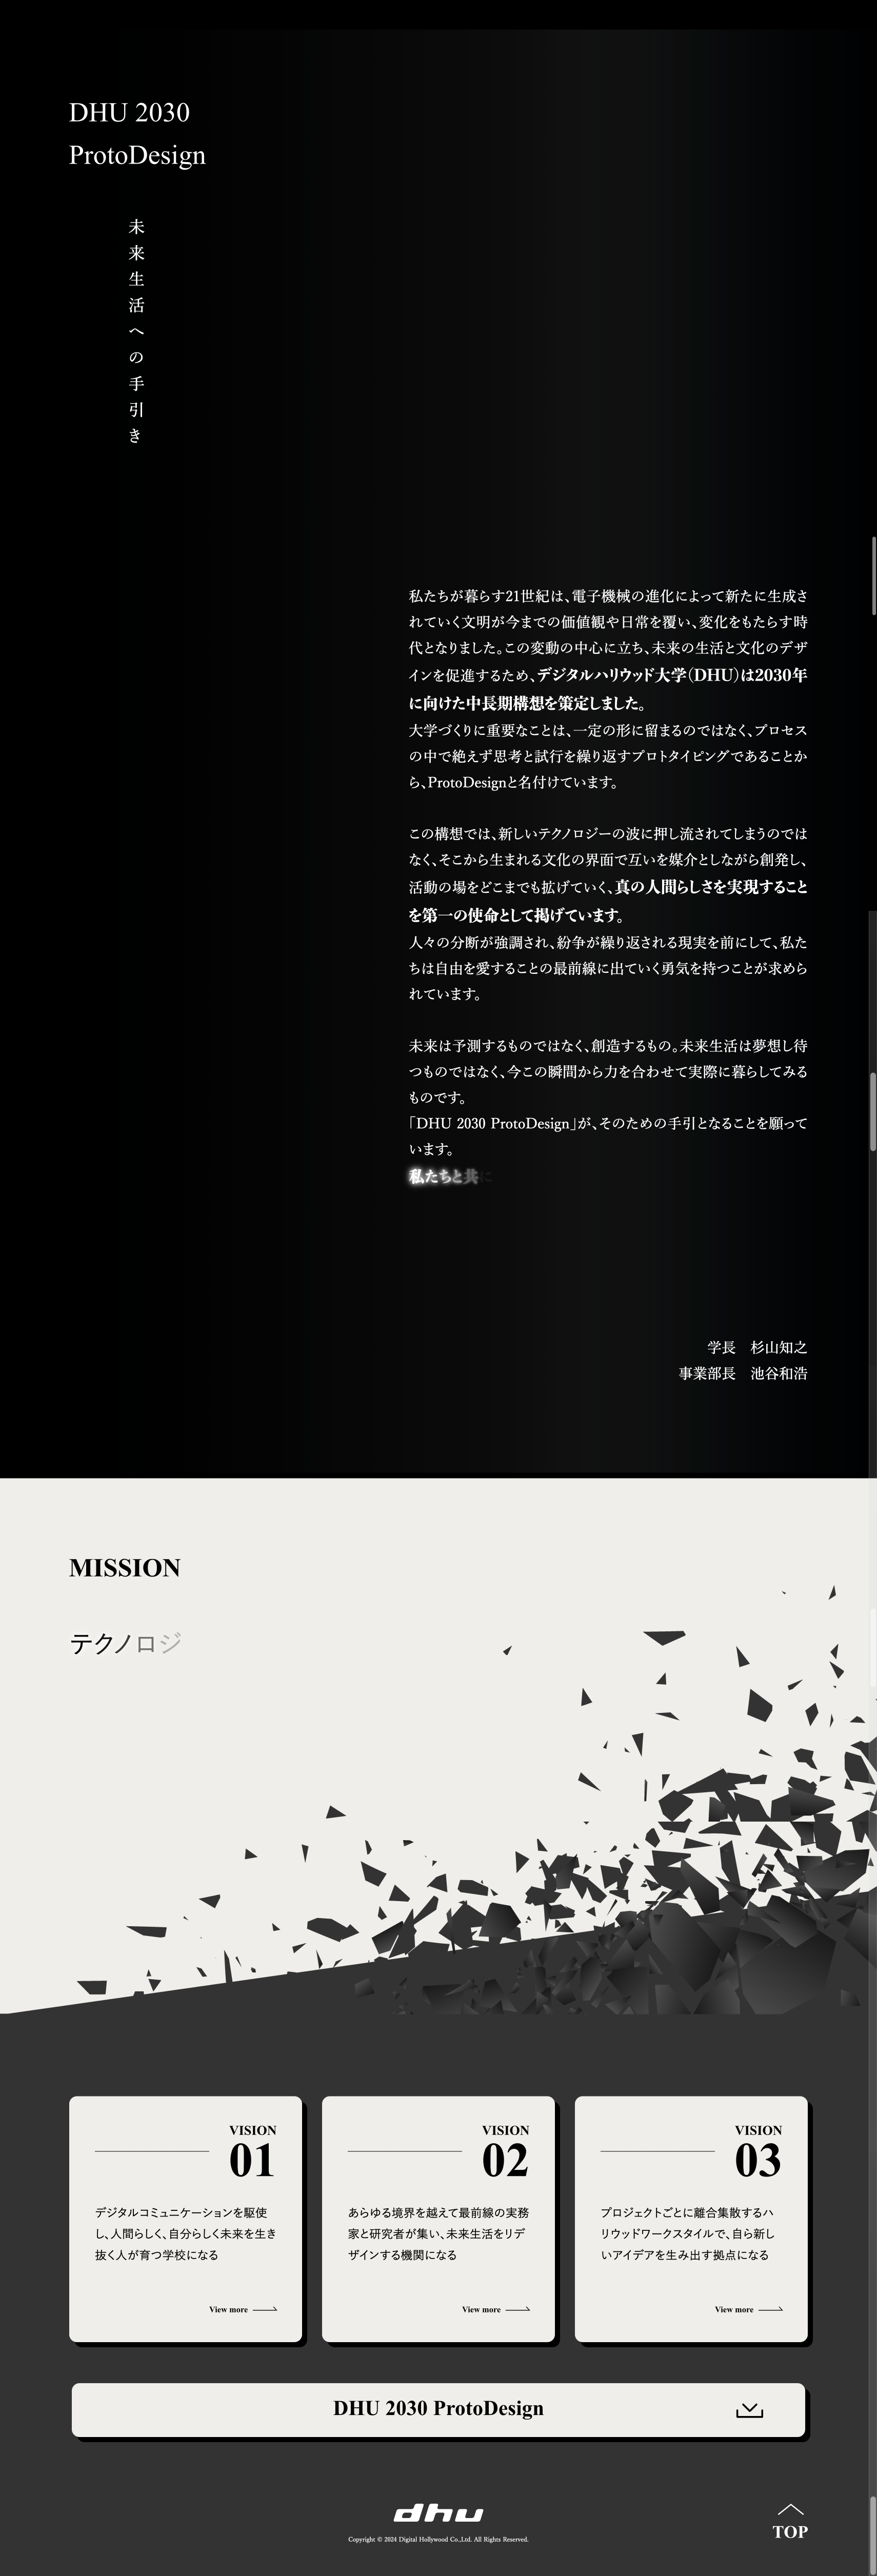 DHU 2030
ProtoDesign
未来生活への手引き
私たちが暮らす21世紀は、電子機械の進化によって新たに生成さ
れていく文明が今までの価値観や日常を覆い、変化をもたらす時
代となりました。この変動の中心に立ち、未来の生活と文化のデザ
インを促進するため、デジタルハリウッド大学（DHU）は2030年
に向けた中長期構想を策定しました。
大学づくりに重要なことは、一定の形に留まるのではなく、プロセス
の中で絶えず思考と試行を繰り返すプロトタイピングであることか
ら、ProtoDesignと名付けています。
この構想では、新しいテクノロジーの波に押し流されてしまうのでは
なく、そこから生まれる文化の界面で互いを媒介としながら創発し、
活動の場をどこまでも拡げていく、真の人間らしさを実現すること
を第一の使命として掲げています。
人々の分断が強調され、紛争が繰り返される現実を前にして、私た
ちは自由を愛することの最前線に出ていく勇気を持つことが求めら
れています。
未来は予測するものではなく、創造するもの。未来生活は夢想し待
つものではなく、今この瞬間から力を合わせて実際に暮らしてみる
ものです。
「DHU 2030 ProtoDesign」が、そのための手引となることを願って
います。
私たちと共に
学長　杉山知之
事業部長　池谷和浩
MISSION
テクノロジ
VISION
01
デジタルコミュニケーションを駆使
し、人間らしく、自分らしく未来を生き
抜く人が育つ学校になる
View more
VISION
02
あらゆる境界を越えて最前線の実務
家と研究者が集い、未来生活をリデ
ザインする機関になる
View more
VISION
03
プロジェクトごとに離合集散するハ
リウッドワークスタイルで、自ら新し
いアイデアを生み出す拠点になる
View more
DHU 2030 ProtoDesign
dhu
Copyright © 2024 Digital Hollywood Co.,Ltd. All Rights Reserved.
TOP